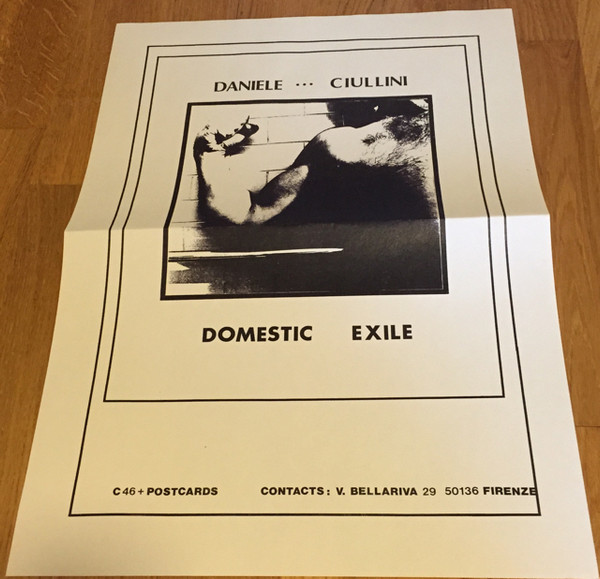 DANIELE ··· CIULLINI
DOMESTIC EXILE
C46+POSTCARDS CONTACTS: V. BELLARIVA 29 50136 FIRENZE